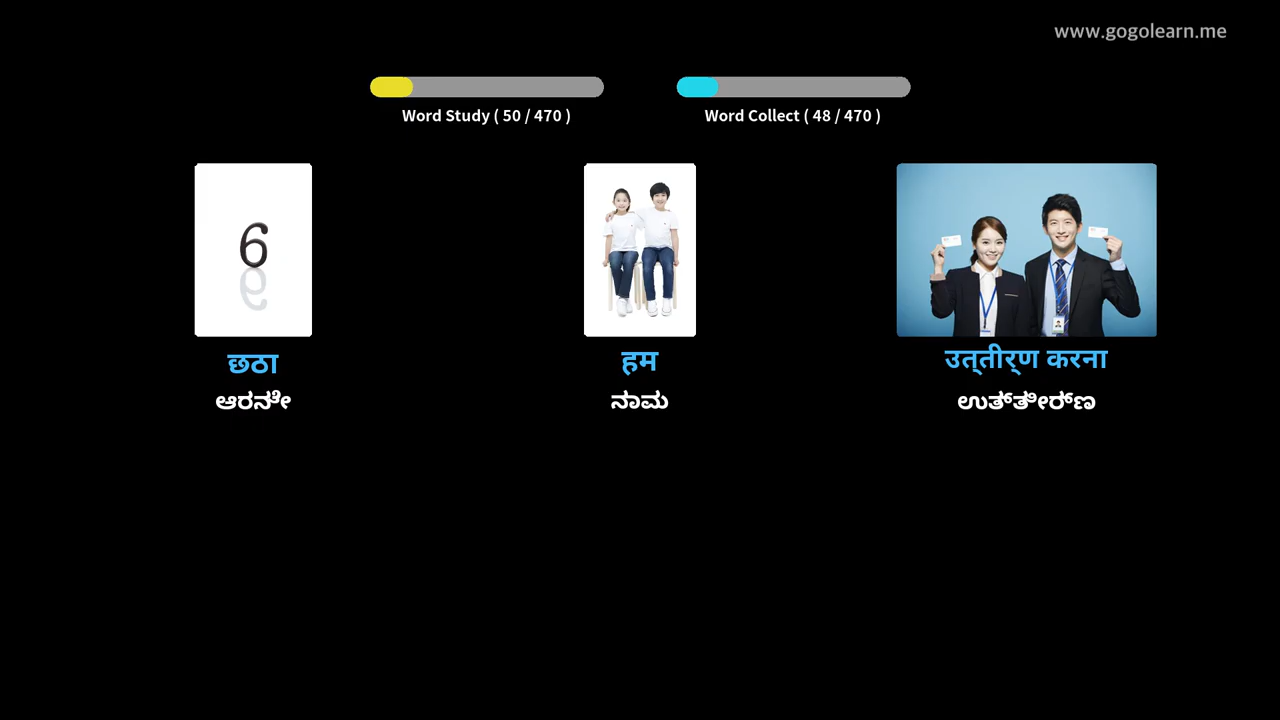 www.gogolearn.me
Word Study ( 50 / 470 )
Word Collect ( 48 / 470 )
6
छठा
हम
उत्तीर्ण करना
ಆರನೇ
ನಾಮ
ಉತ್ತೀರ್ಣ